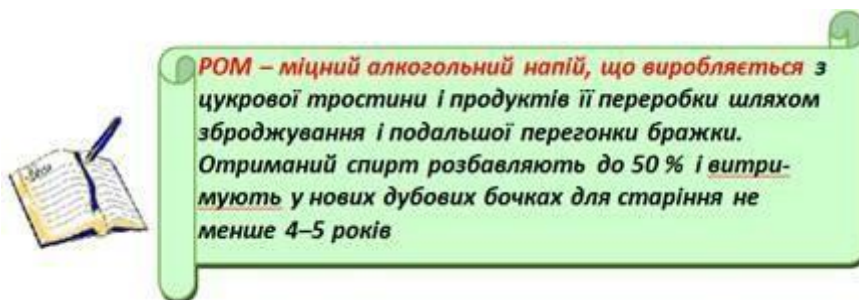 РОМ – міцний алкогольний напій, що виробляється з
цукрової тростини і продуктів її переробки шляхом
зброджування і подальшої перегонки бражки.
Отриманий спирт розбавляють до 50 % і витри-
мують у нових дубових бочках для старіння не
менше 4–5 років